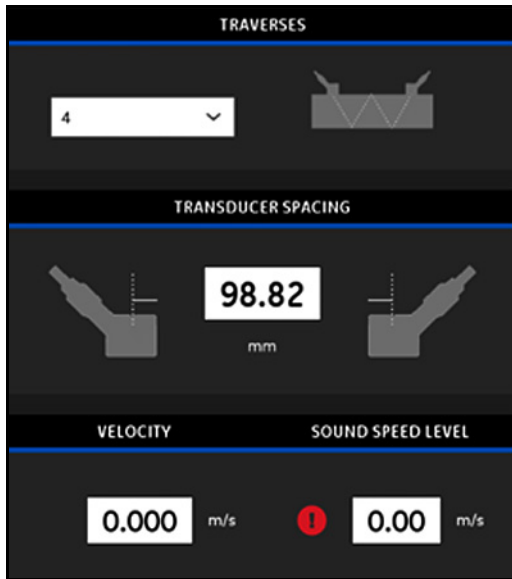 TRAVERSES
4
TRANSDUCER SPACING
98.82
mm
VELOCITY SOUND SPEED LEVEL
0.000 m/s ! 0.00 m/s